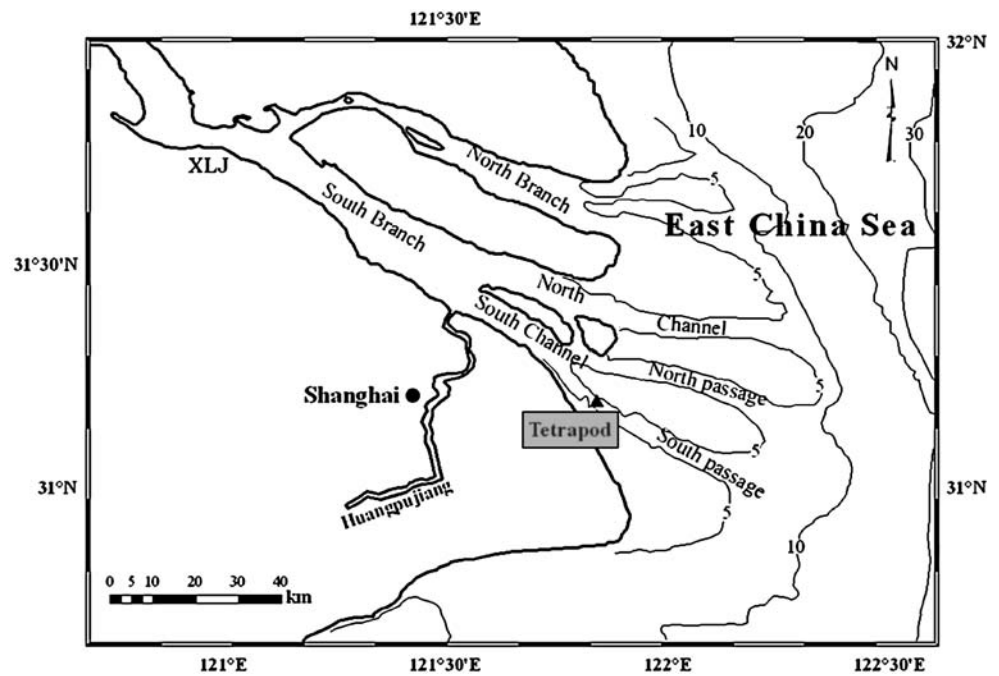 121°30'E
32°N
N
10
20
30
XLJ
North Branch
5
South Branch
East China Sea
31°30'N
5
North
Channel
South Channel
North passage
5
Shanghai
Tetrapod
South passage
5
31°N
31°N
Huangpujiang
5
10
0 5 10 20 30 40
km
121°E
121°30'E
122°E
122°30'E